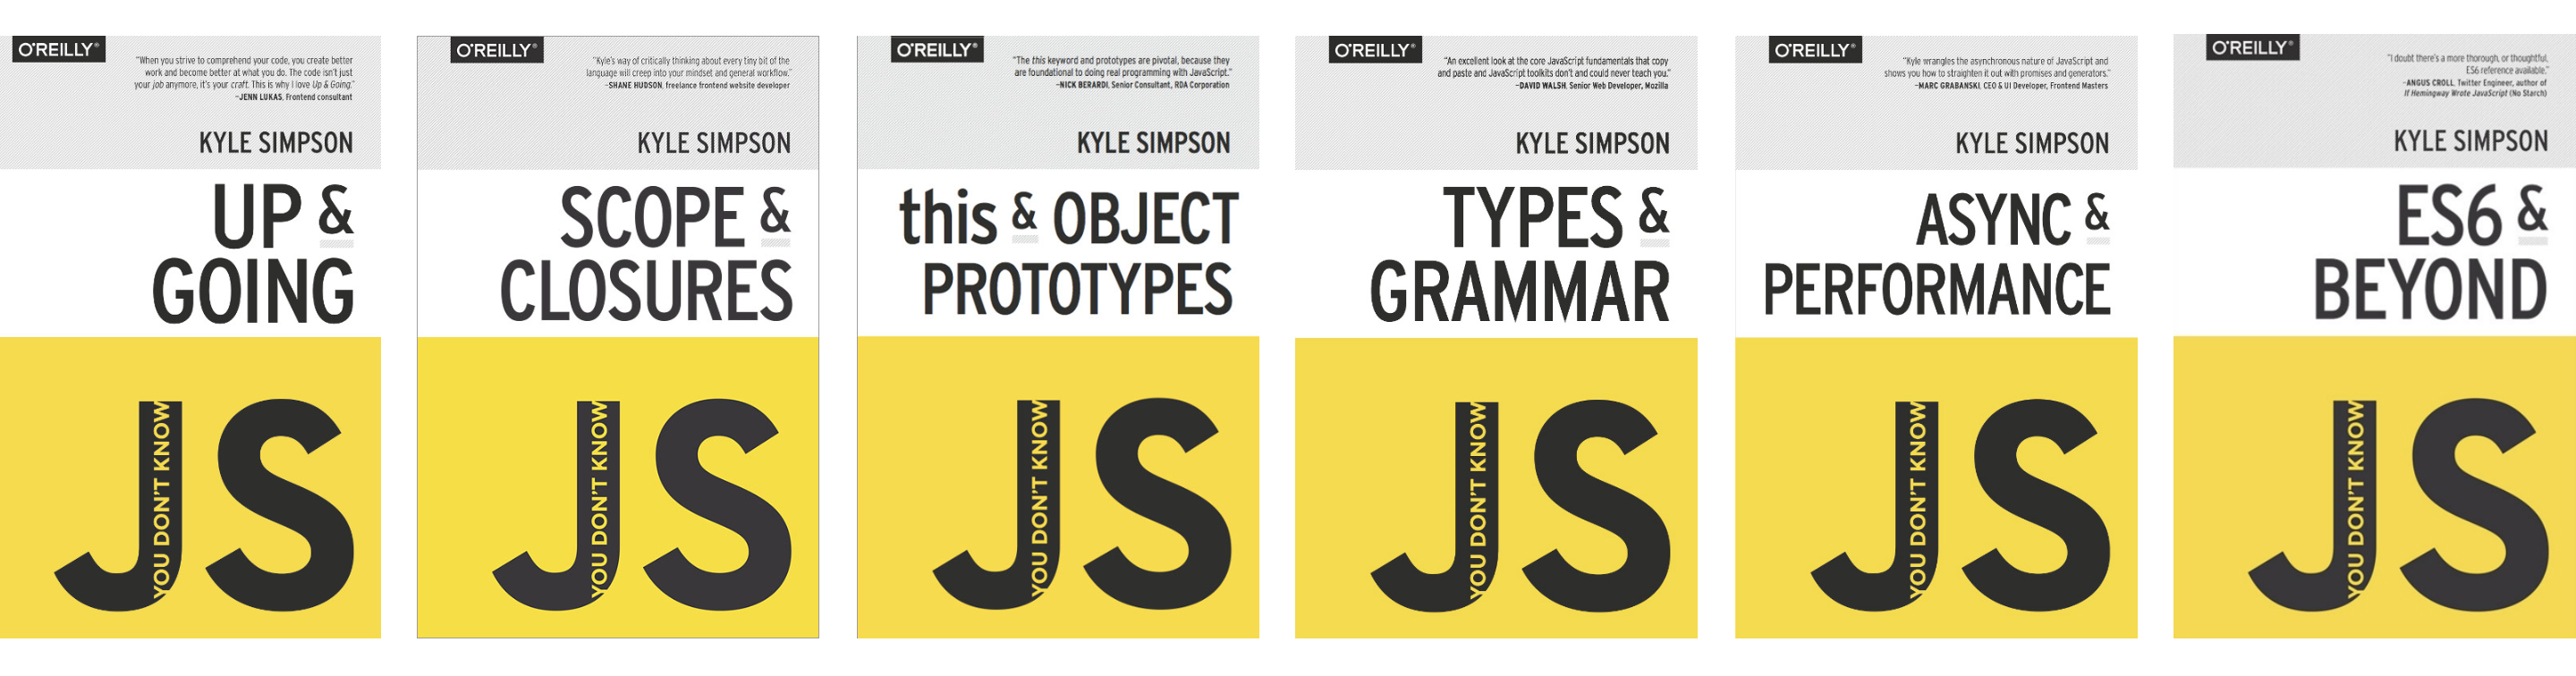 O'REILLY®
"When you strive to comprehend your code, you create better
work and become better at what you do. The code isn't just
your job anymore, it's your craft. This is why I love Up & Going."
–JENN LUKAS, Frontend consultant
KYLE SIMPSON
UP &
GOING
YOU DON'T KNOW
JS
O'REILLY®
"Kyle's way of critically thinking about every tiny bit of the
language will creep into your mindset and general workflow."
–SHANE HUDSON, freelance frontend website developer
KYLE SIMPSON
SCOPE &
CLOSURES
YOU DON'T KNOW
JS
O'REILLY®
"The this keyword and prototypes are pivotal, because they
are foundational to doing real programming with JavaScript."
–NICK BERARDI, Senior Consultant, RDA Corporation
KYLE SIMPSON
this & OBJECT
PROTOTYPES
YOU DON'T KNOW
JS
O'REILLY®
"An excellent look at the core JavaScript fundamentals that copy
and paste and JavaScript toolkits don't and could never teach you."
–DAVID WALSH, Senior Web Developer, Mozilla
KYLE SIMPSON
TYPES &
GRAMMAR
YOU DON'T KNOW
JS
O'REILLY®
"Kyle wrangles the asynchronous nature of JavaScript and
shows you how to straighten it out with promises and generators."
–MARC GRABANSKI, CEO & UI Developer, Frontend Masters
KYLE SIMPSON
ASYNC &
PERFORMANCE
YOU DON'T KNOW
JS
O'REILLY®
"I doubt there's a more thorough, or thoughtful,
ES6 reference available."
–ANGUS CROLL, Twitter Engineer, author of
If Hemingway Wrote JavaScript (No Starch)
KYLE SIMPSON
ES6 &
BEYOND
YOU DON'T KNOW
JS